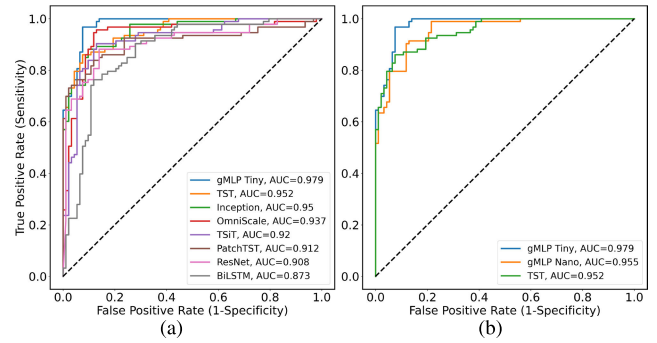 True Positive Rate (Sensitivity)
1.0
0.8
0.6
0.4
0.2
0.0
gMLP Tiny, AUC=0.979
TST, AUC=0.952
Inception, AUC=0.95
OmniScale, AUC=0.937
TSiT, AUC=0.92
PatchTST, AUC=0.912
ResNet, AUC=0.908
BiLSTM, AUC=0.873
0.0 0.2 0.4 0.6 0.8 1.0
False Positive Rate (1-Specificity)
(a)
1.0
0.8
0.6
0.4
0.2
0.0
gMLP Tiny, AUC=0.979
gMLP Nano, AUC=0.955
TST, AUC=0.952
0.0 0.2 0.4 0.6 0.8 1.0
False Positive Rate (1-Specificity)
(b)